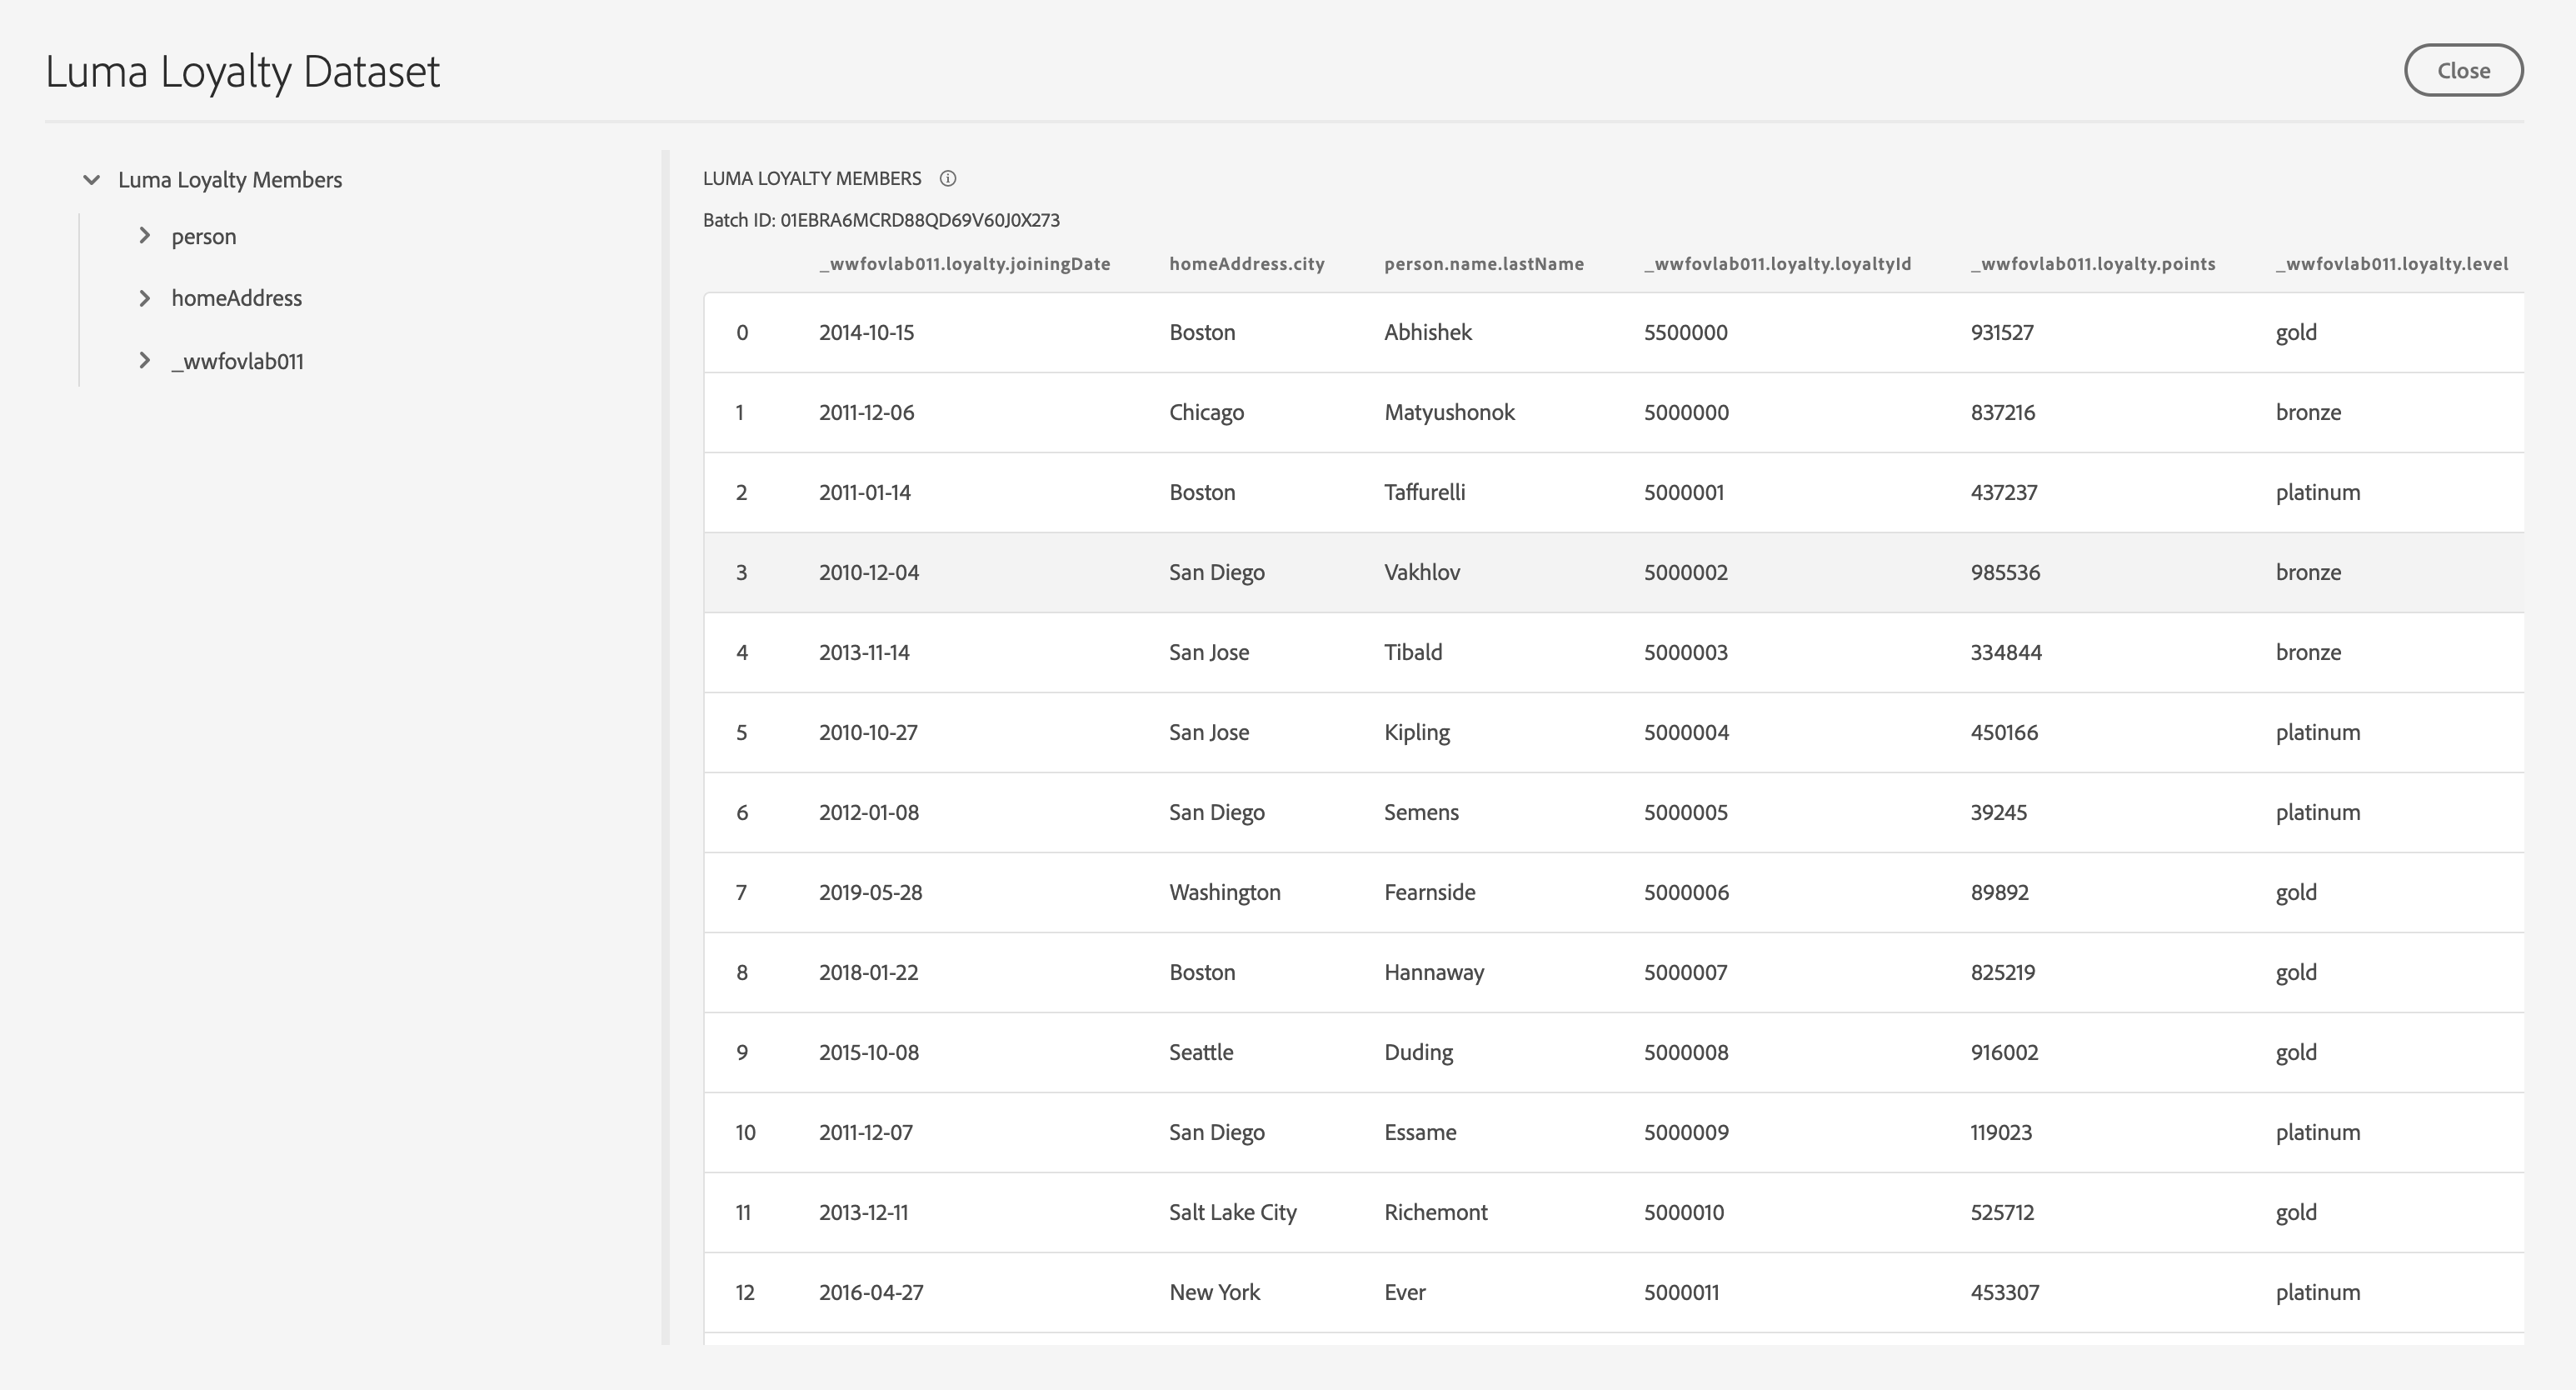 Luma Loyalty Dataset
Close
Luma Loyalty Members
person
homeAddress
_wwfovlab011
LUMA LOYALTY MEMBERS
Batch ID: 01EBRA6MCRD88QD69V60J0X273
_wwfovlab011.loyalty.joiningDate homeAddress.city person.name.lastName _wwfovlab011.loyalty.loyaltyId _wwfovlab011.loyalty.points _wwfovlab011.loyalty.level
0 2014-10-15 Boston Abhishek 5500000 931527 gold
1 2011-12-06 Chicago Matyushonok 5000000 837216 bronze
2 2011-01-14 Boston Taffurelli 5000001 437237 platinum
3 2010-12-04 San Diego Vakhlov 5000002 985536 bronze
4 2013-11-14 San Jose Tibald 5000003 334844 bronze
5 2010-10-27 San Jose Kipling 5000004 450166 platinum
6 2012-01-08 San Diego Semens 5000005 39245 platinum
7 2019-05-28 Washington Fearnside 5000006 89892 gold
8 2018-01-22 Boston Hannaway 5000007 825219 gold
9 2015-10-08 Seattle Duding 5000008 916002 gold
10 2011-12-07 San Diego Essame 5000009 119023 platinum
11 2013-12-11 Salt Lake City Richemont 5000010 525712 gold
12 2016-04-27 New York Ever 5000011 453307 platinum